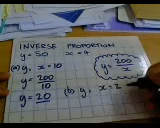 INVERSE PROPORTION
y = 50   x = 4
(a) y, x = 10
y = 200/10
y = 20
y = 200/x
(b) y, x = 2